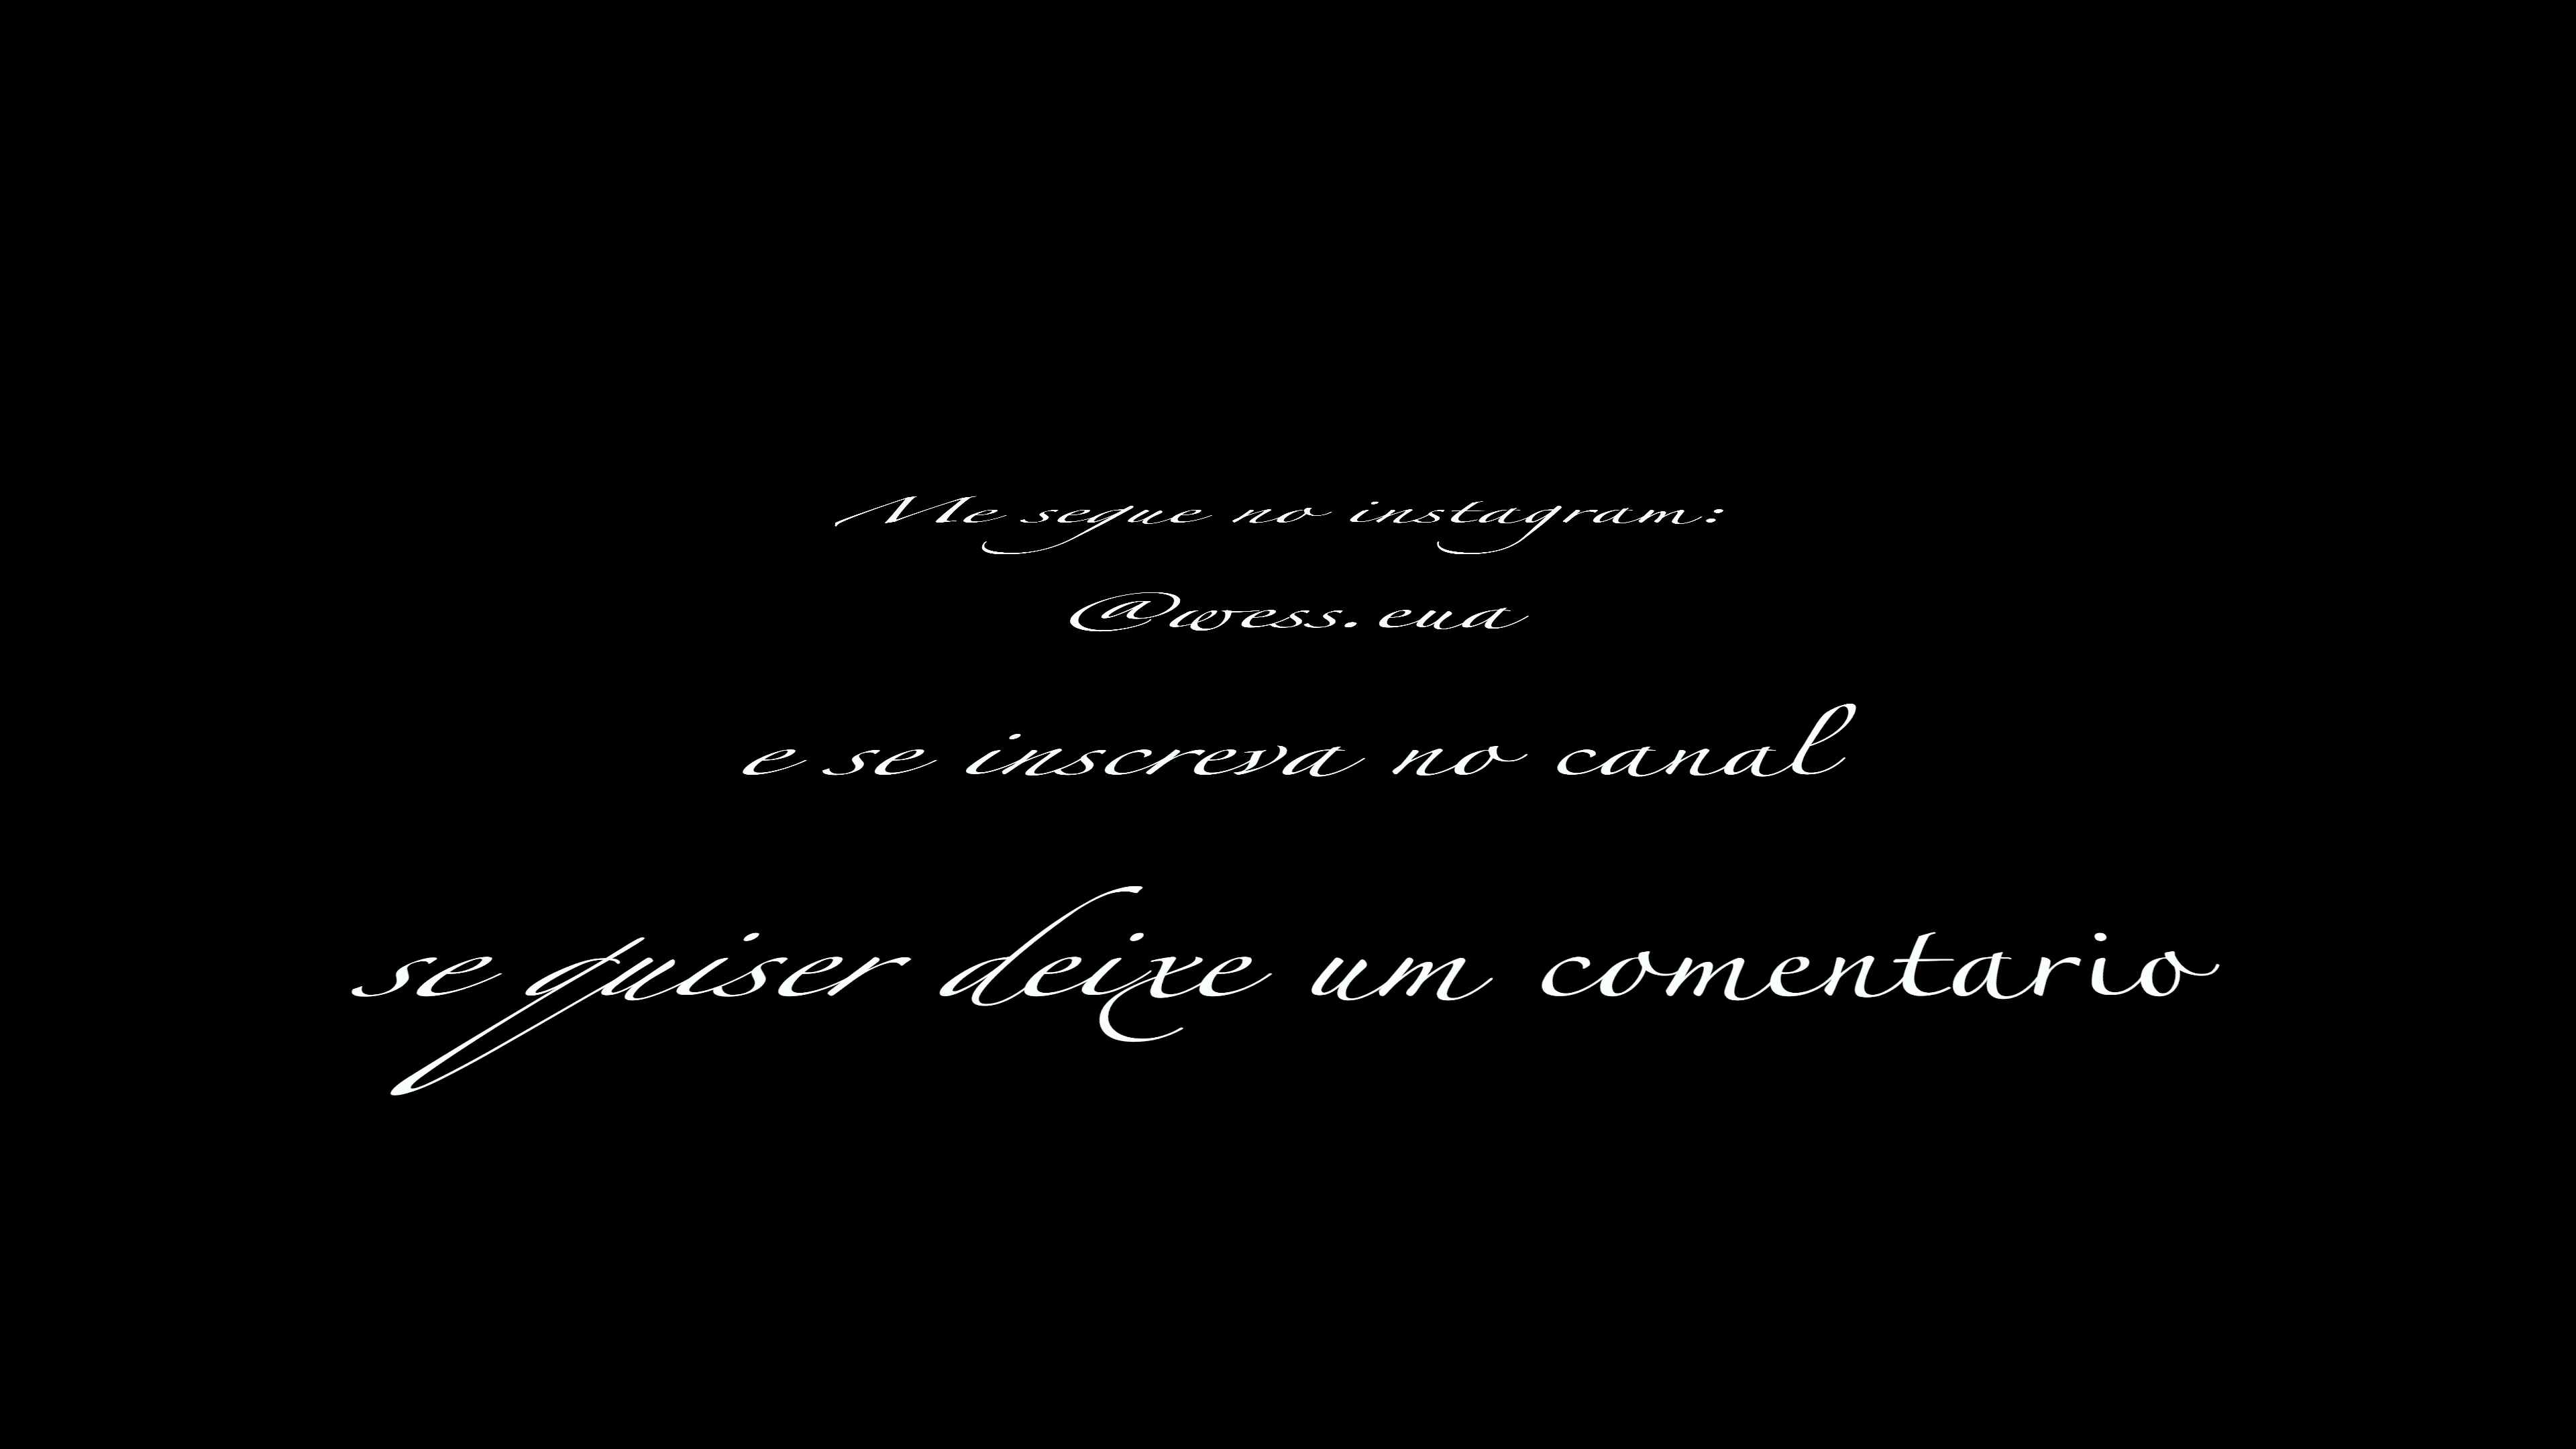 Me segue no instagram:
@wess.eua
e se inscreva no canal
se quiser deixe um comentario